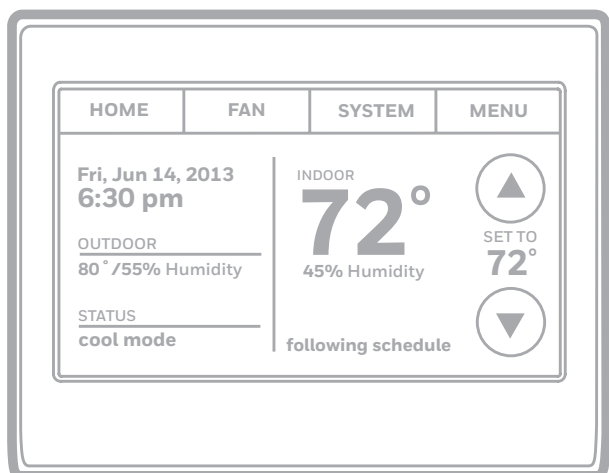 HOME FAN SYSTEM MENU
Fri, Jun 14, 2013
6:30 pm
OUTDOOR
80°/55% Humidity
STATUS
cool mode
INDOOR
72°
45% Humidity
following schedule
SET TO
72°